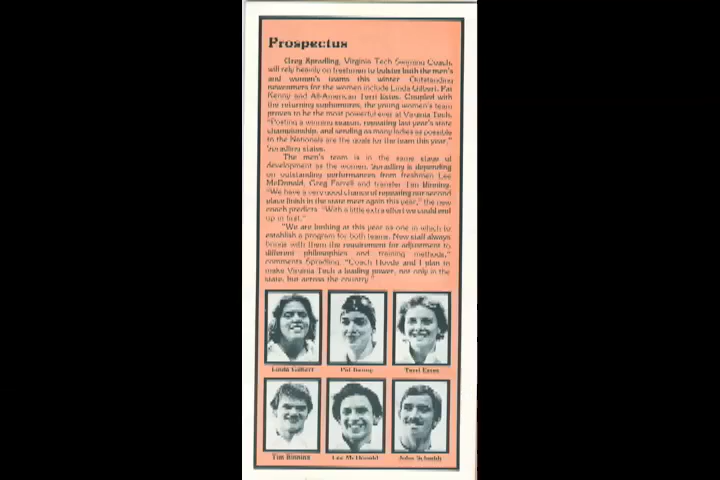 Prospectus
Greg Spradling, Virginia Tech Swimming Coach,
will rely heavily on freshmen to bolster both the men's
and women's teams this winter. Outstanding
newcomers for the women include Linda Gilbert, Pat
Kenny and All-American Terri Estes. Coupled with
the returning sophomores, the young women's team
proves to be the most powerful ever at Virginia Tech.
"Posting a winning season, repeating last year's state
championship, and sending as many ladies as possible
to the Nationals are the goals for the team this year,"
Spradling states.
The men's team is in the same stage of
development as the women. Spradling is depending
on outstanding performances from freshmen Lee
McDonald, Greg Farrell and transfer Tim Binning.
"We have a very good chance of repeating our second
place finish in the state meet again this year," the new
coach predicts. "With a little extra effort we could end
up in first."
"We are looking at this year as one in which to
establish a program for both teams. New staff always
brings with them the requirement for adjustment to
different philosophies and training methods,"
comments Spradling. "Coach and I plan to
make Virginia Tech a leading power, not only in the
state, but across the country."
Linda Gilbert
Pat Kenny
Terri Estes
Tim Binning
Lee McDonald
John